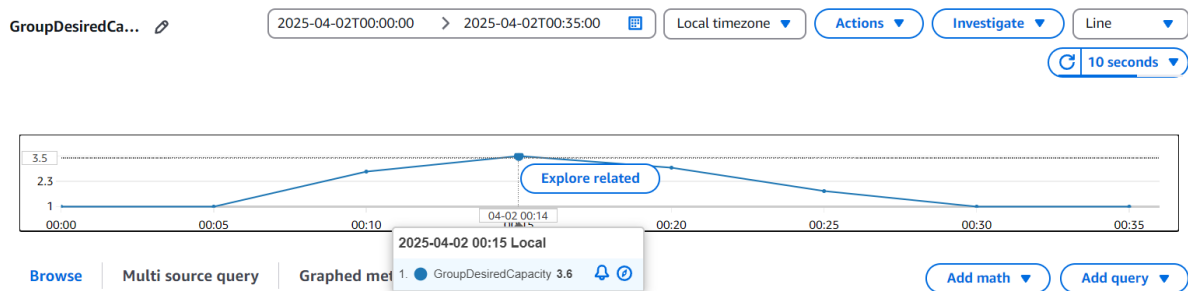 GroupDesiredCa...
2025-04-02T00:00:00 > 2025-04-02T00:35:00
Local timezone
Actions
Investigate
Line
10 seconds
3.5
2.3
1
Explore related
04-02 00:14
00:00 00:05 00:10 00:15 00:20 00:25 00:30 00:35
2025-04-02 00:15 Local
1. GroupDesiredCapacity 3.6
Browse
Multi source query
Graphed met
Add math
Add query